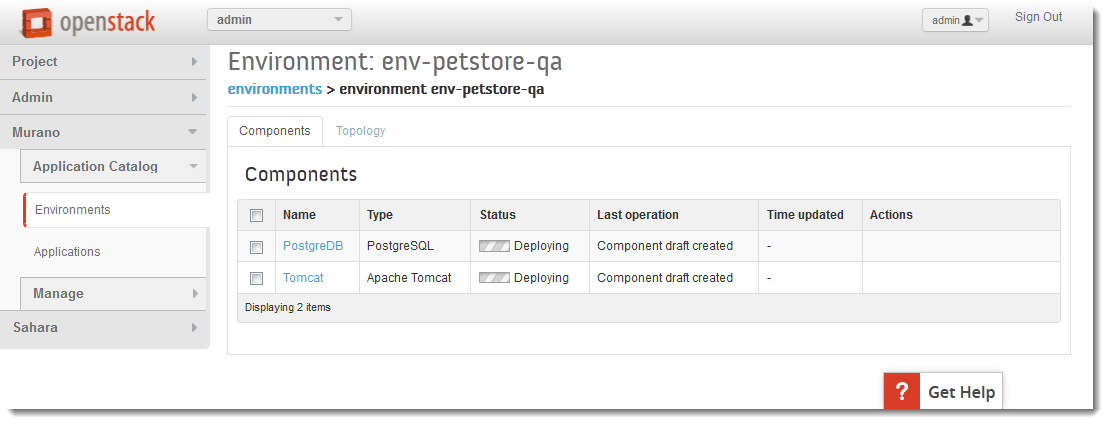 openstack admin admin Sign Out
Project
Admin
Murano
Application Catalog
Environments
Applications
Manage
Sahara
Environment: env-petstore-qa
environments > environment env-petstore-qa
Components Topology
Components
Name Type Status Last operation Time updated Actions
PostgreDB PostgreSQL Deploying Component draft created -
Tomcat Apache Tomcat Deploying Component draft created -
Displaying 2 items
? Get Help